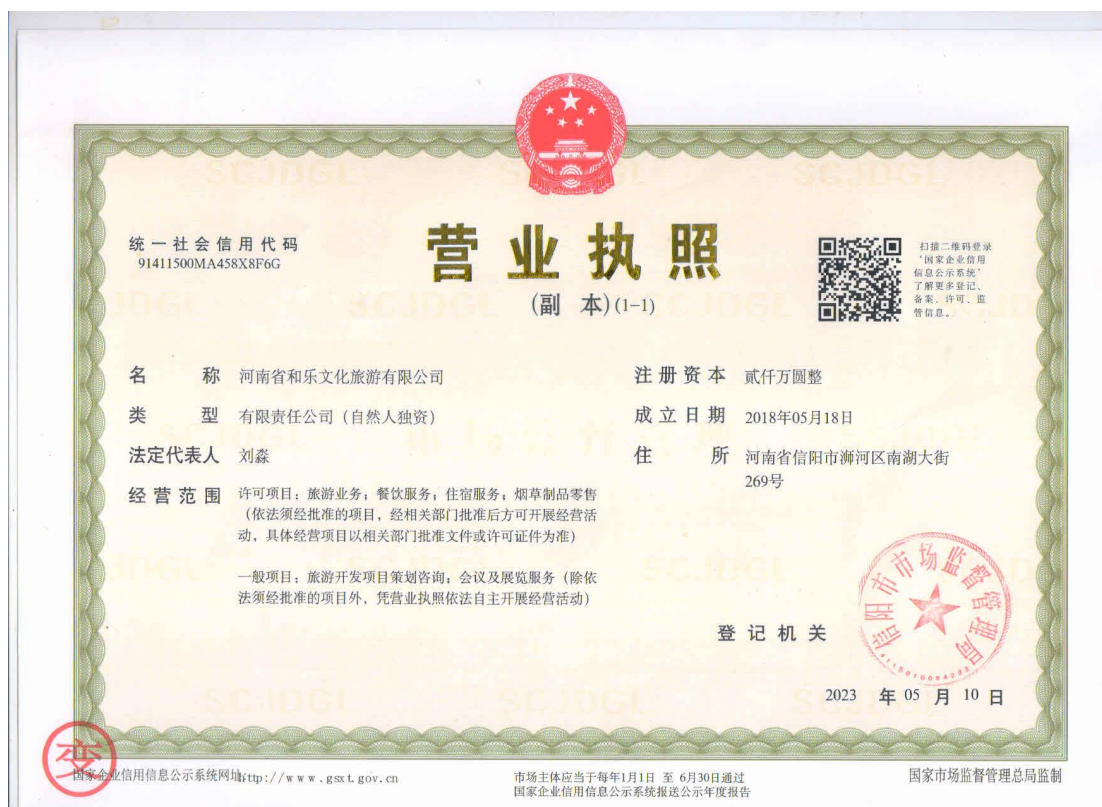 统一社会信用代码
91411500MA458X8F6G
营业执照
(副 本)(1-1)
扫描二维码登录
‘国家企业信用
信息公示系统’
了解更多登记、
备案、许可、监
管信息。
名 称 河南省和乐文化旅游有限公司
类 型 有限责任公司（自然人独资）
法定代表人 刘淼
经营范围 许可项目：旅游业务；餐饮服务；住宿服务；烟草制品零售
（依法须经批准的项目，经相关部门批准后方可开展经营活
动，具体经营项目以相关部门批准文件或许可证件为准）
一般项目：旅游开发项目策划咨询；会议及展览服务（除依
法须经批准的项目外，凭营业执照依法自主开展经营活动）
注册资本 贰仟万圆整
成立日期 2018年05月18日
住 所 河南省信阳市浉河区南湖大街
269号
登记机关
信阳市市场监督管理局
2023 年 05 月 10 日
变
国家企业信用信息公示系统网址http://www.gsxt.gov.cn
市场主体应当于每年1月1日 至 6月30日通过
国家企业信用信息公示系统报送公示年度报告
国家市场监督管理总局监制
SCJDGL